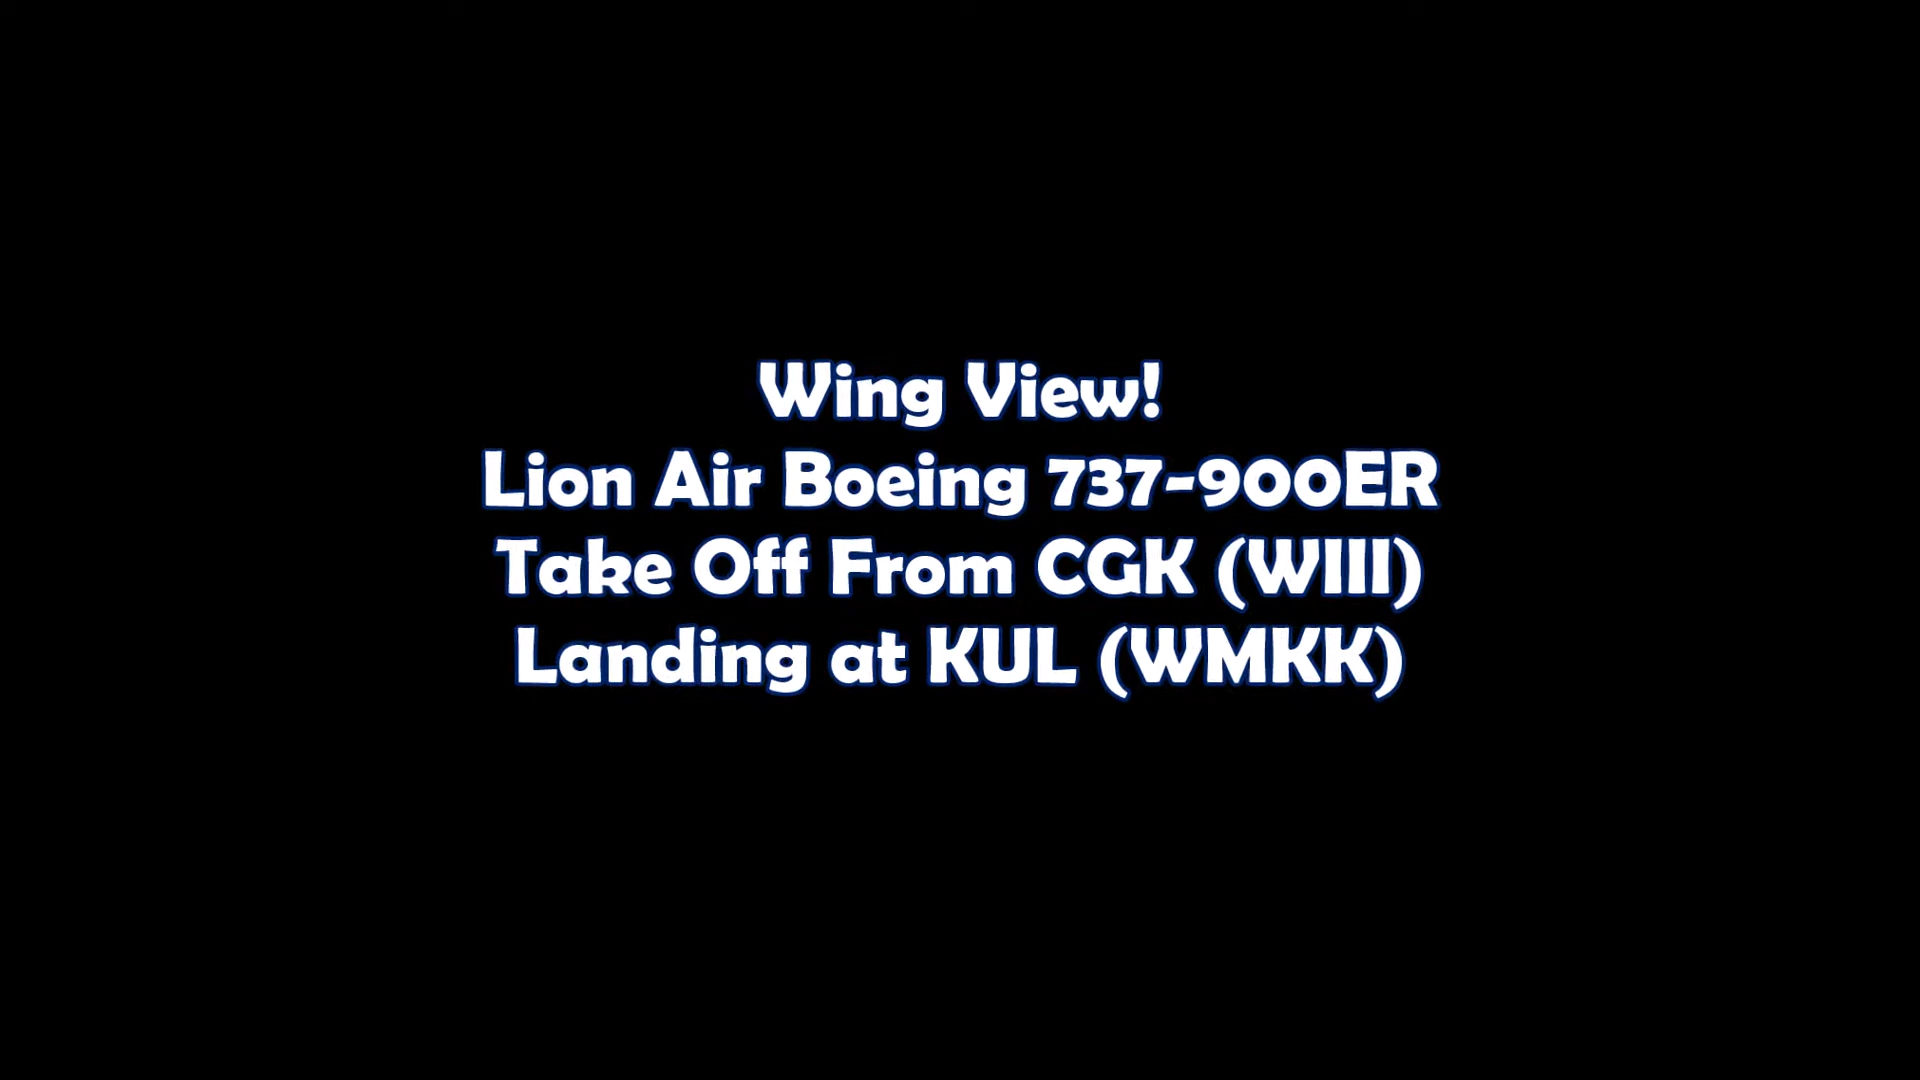 Wing View!
Lion Air Boeing 737-900ER
Take Off From CGK (WIII)
Landing at KUL (WMKK)